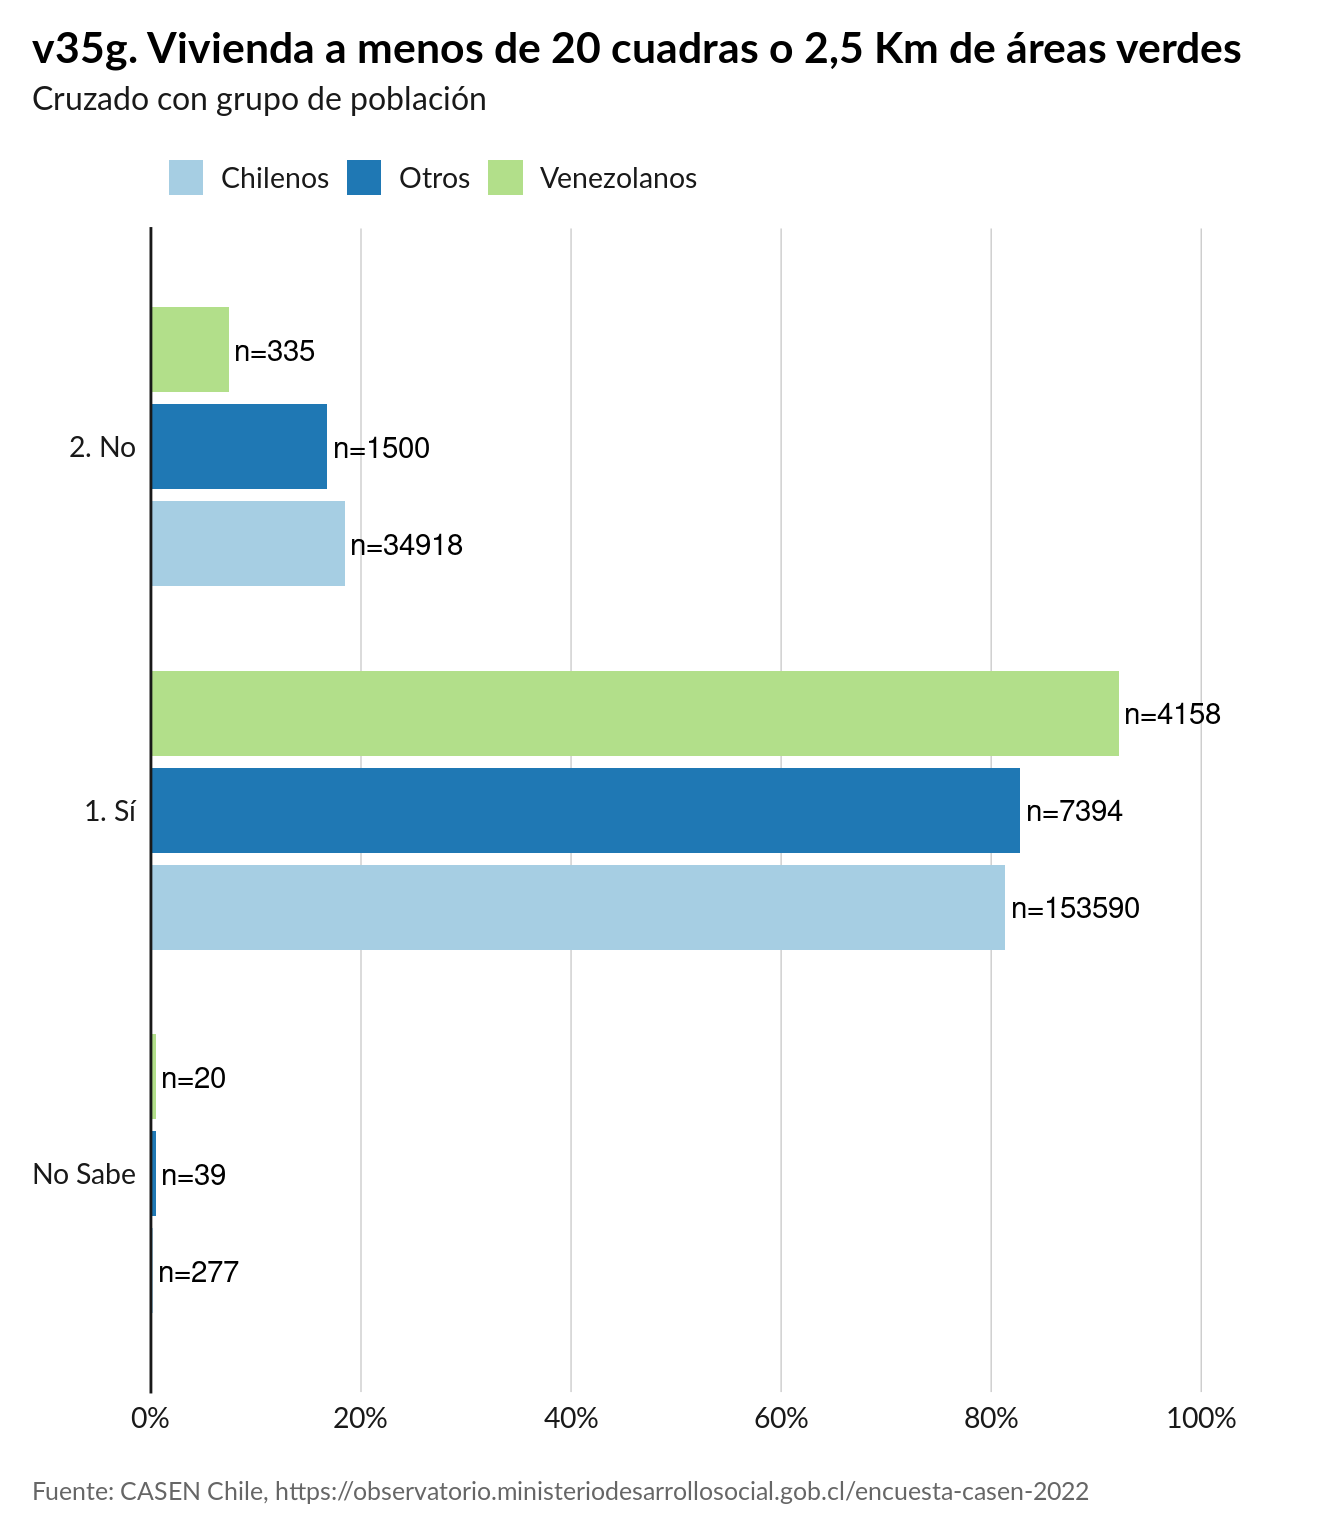 v35g. Vivienda a menos de 20 cuadras o 2,5 Km de áreas verdes
Cruzado con grupo de población
Chilenos Otros Venezolanos
n=335
2. No n=1500
n=34918
n=4158
1. Sí n=7394
n=153590
n=20
No Sabe n=39
n=277
0% 20% 40% 60% 80% 100%
Fuente: CASEN Chile, https://observatorio.ministeriodesarrollosocial.gob.cl/encuesta-casen-2022